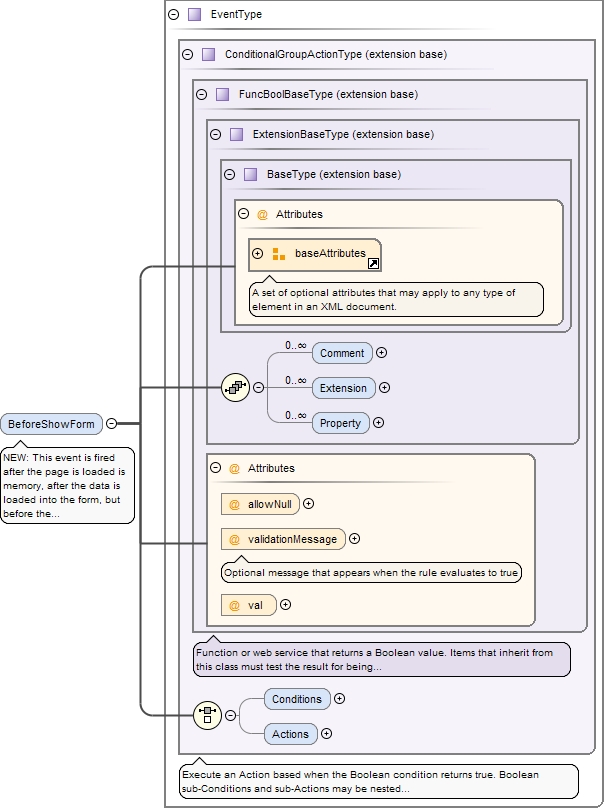 EventType
ConditionalGroupActionType (extension base)
FuncBoolBaseType (extension base)
ExtensionBaseType (extension base)
BaseType (extension base)
@ Attributes
baseAttributes
A set of optional attributes that may apply to any type of
element in an XML document.
0..∞
Comment
0..∞
Extension
0..∞
Property
BeforeShowForm
NEW: This event is fired
after the page is loaded is
memory, after the data is
loaded into the form, but
before the...
@ Attributes
@ allowNull
@ validationMessage
Optional message that appears when the rule evaluates to true
@ val
Function or web service that returns a Boolean value. Items that inherit from
this class must test the result for being...
Conditions
Actions
Execute an Action based when the Boolean condition returns true. Boolean
sub-Conditions and sub-Actions may be nested...